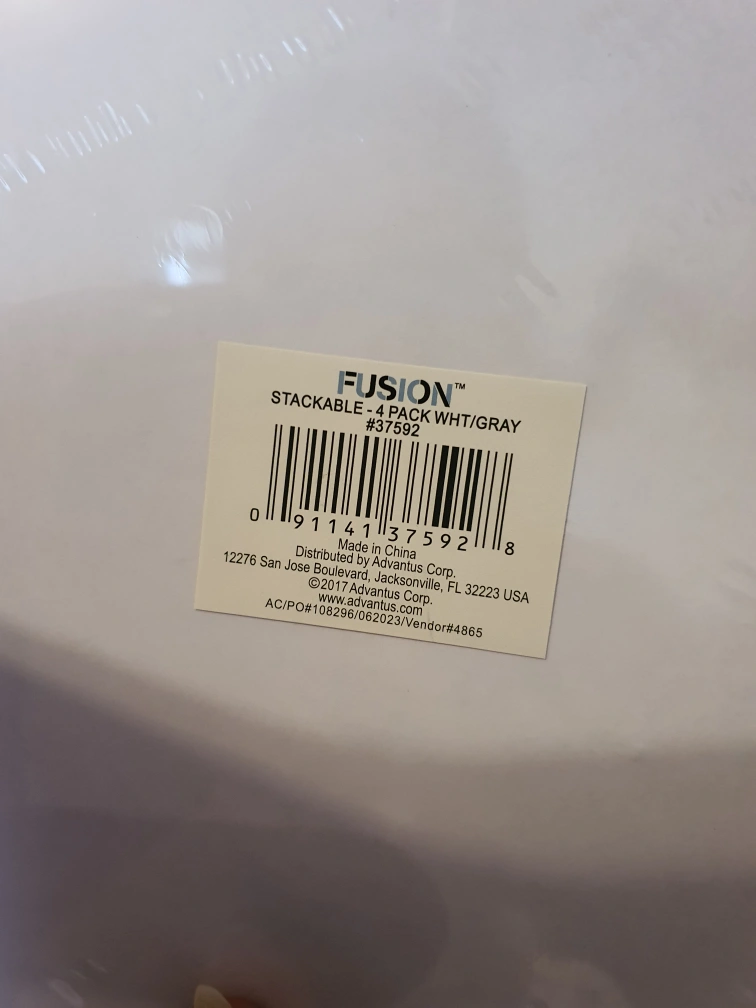 FUSION™
STACKABLE - 4 PACK WHT/GRAY
#37592
0 91141 37592 8
Made in China
Distributed by Advantus Corp.
12276 San Jose Boulevard, Jacksonville, FL 32223 USA
©2017 Advantus Corp.
www.advantus.com
AC/PO#108296/062023/Vendor#4865